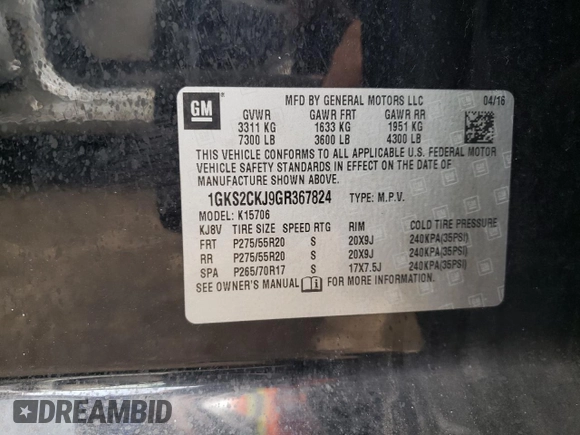 GM
MFD BY GENERAL MOTORS LLC 04/16
GVWR GAWR FRT GAWR RR
3311 KG 1633 KG 1951 KG
7300 LB 3600 LB 4300 LB
THIS VEHICLE CONFORMS TO ALL APPLICABLE U.S. FEDERAL MOTOR
VEHICLE SAFETY STANDARDS IN EFFECT ON THE DATE OF
MANUFACTURE SHOWN ABOVE.
1GKS2CKJ9GR367824 TYPE: M.P.V.
MODEL: K15706
KJ8V TIRE SIZE SPEED RTG RIM COLD TIRE PRESSURE
FRT P275/55R20 S 20X9J 240KPA(35PSI)
RR P275/55R20 S 20X9J 240KPA(35PSI)
SPA P265/70R17 S 17X7.5J 240KPA(35PSI)
SEE OWNER'S MANUAL FOR MORE INFORMATION.
DREAMBID